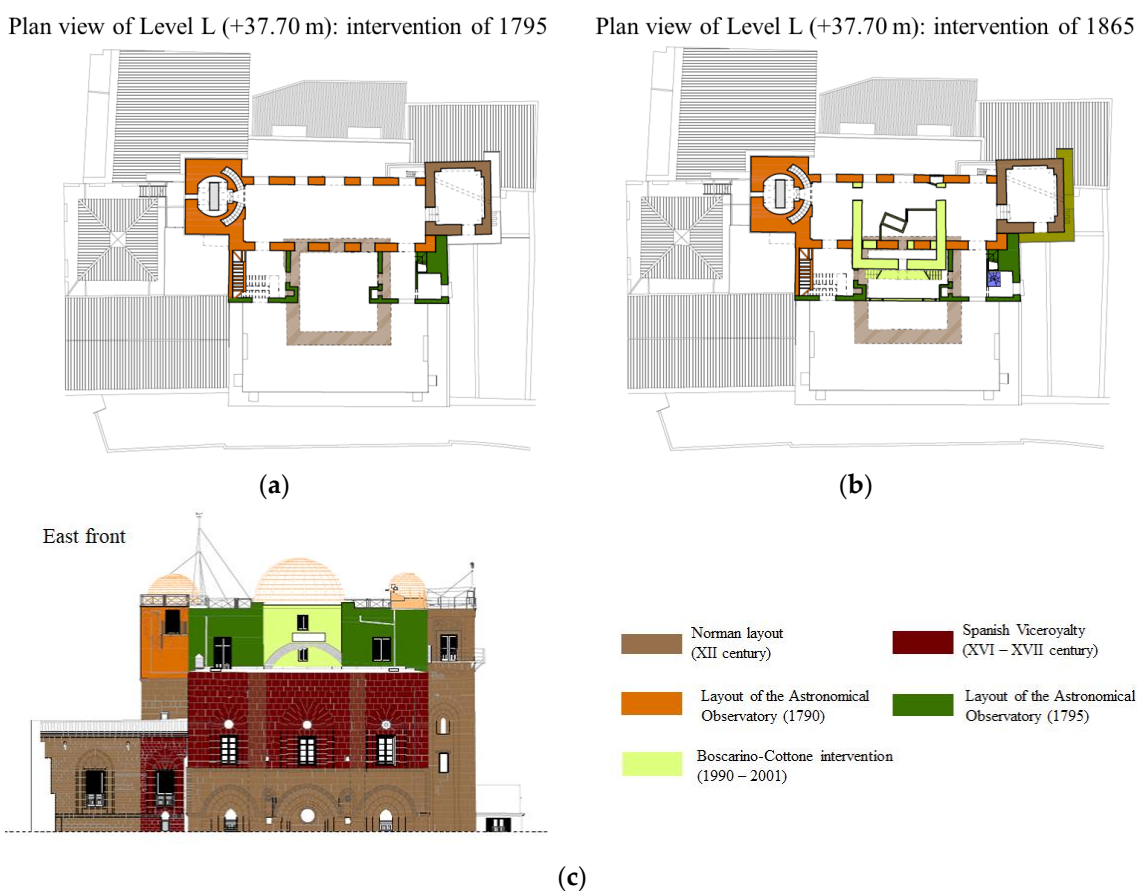 Plan view of Level L (+37.70 m): intervention of 1795
Plan view of Level L (+37.70 m): intervention of 1865
(a)
(b)
East front
Norman layout
(XII century)
Spanish Viceroyalty
(XVI – XVII century)
Layout of the Astronomical
Observatory (1790)
Layout of the Astronomical
Observatory (1795)
Boscarino-Cottone intervention
(1990 – 2001)
(c)